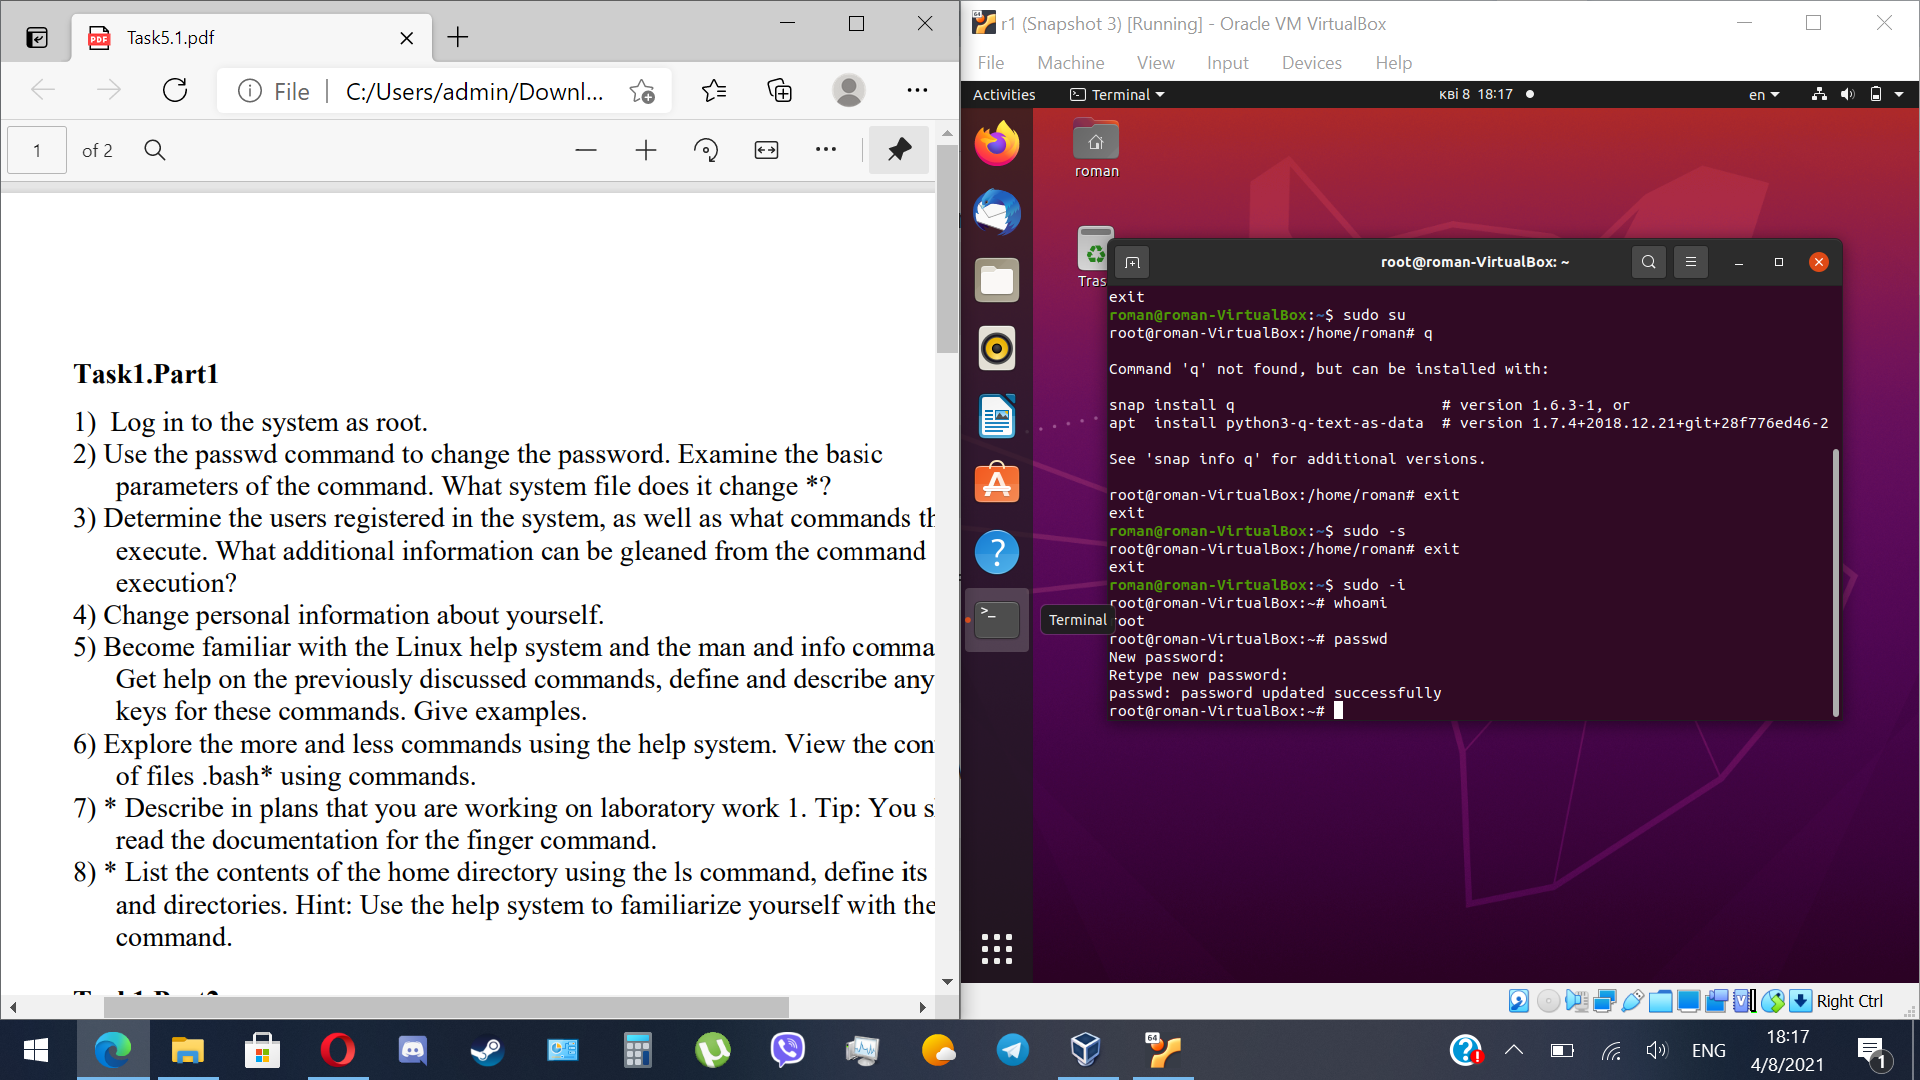 Task5.1.pdf
File
C:/Users/admin/Downl...
1
of 2
Task1.Part1
1) Log in to the system as root.
2) Use the passwd command to change the password. Examine the basic
parameters of the command. What system file does it change *?
3) Determine the users registered in the system, as well as what commands th
execute. What additional information can be gleaned from the command
execution?
4) Change personal information about yourself.
5) Become familiar with the Linux help system and the man and info comma
Get help on the previously discussed commands, define and describe any
keys for these commands. Give examples.
6) Explore the more and less commands using the help system. View the con
of files .bash* using commands.
7) * Describe in plans that you are working on laboratory work 1. Tip: You s
read the documentation for the finger command.
8) * List the contents of the home directory using the ls command, define its
and directories. Hint: Use the help system to familiarize yourself with the
command.
r1 (Snapshot 3) [Running] - Oracle VM VirtualBox
File Machine View Input Devices Help
Activities
Terminal
кві 8 18:17
en
roman
Tras
Terminal
root@roman-VirtualBox: ~
exit
roman@roman-VirtualBox:~$ sudo su
root@roman-VirtualBox:/home/roman# q
Command 'q' not found, but can be installed with:
snap install q # version 1.6.3-1, or
apt install python3-q-text-as-data # version 1.7.4+2018.12.21+git+28f776ed46-2
See 'snap info q' for additional versions.
root@roman-VirtualBox:/home/roman# exit
exit
roman@roman-VirtualBox:~$ sudo -s
root@roman-VirtualBox:/home/roman# exit
exit
roman@roman-VirtualBox:~$ sudo -i
root@roman-VirtualBox:~# whoami
root
root@roman-VirtualBox:~# passwd
New password:
Retype new password:
passwd: password updated successfully
root@roman-VirtualBox:~#
Right Ctrl
ENG
18:17
4/8/2021
1